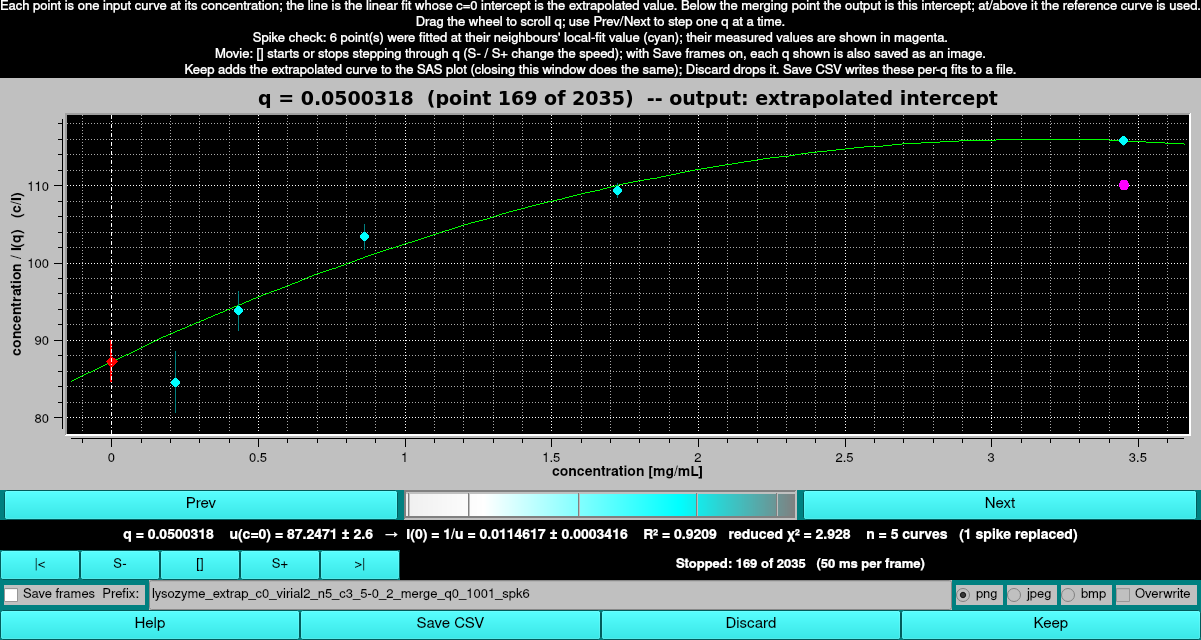 Each point is one input curve at its concentration; the line is the linear fit whose c=0 intercept is the extrapolated value. Below the merging point the output is this intercept; at/above it the reference curve is used.
Drag the wheel to scroll q; use Prev/Next to step one q at a time.
Spike check: 6 point(s) were fitted at their neighbours' local-fit value (cyan); their measured values are shown in magenta.
Movie: [] starts or stops stepping through q (S- / S+ change the speed); with Save frames on, each q shown is also saved as an image.
Keep adds the extrapolated curve to the SAS plot (closing this window does the same); Discard drops it. Save CSV writes these per-q fits to a file.
q = 0.0500318 (point 169 of 2035) -- output: extrapolated intercept
concentration / I(q) (c/I)
110
100
90
80
0 0.5 1 1.5 2 2.5 3 3.5
concentration [mg/mL]
Prev Next
q = 0.0500318 u(c=0) = 87.2471 ± 2.6 → I(0) = 1/u = 0.0114617 ± 0.0003416 R² = 0.9209 reduced χ² = 2.928 n = 5 curves (1 spike replaced)
|< S- [] S+ >| Stopped: 169 of 2035 (50 ms per frame)
Save frames Prefix: lysozyme_extrap_c0_virial2_n5_c3_5-0_2_merge_q0_1001_spk6 png jpeg bmp Overwrite
Help Save CSV Discard Keep